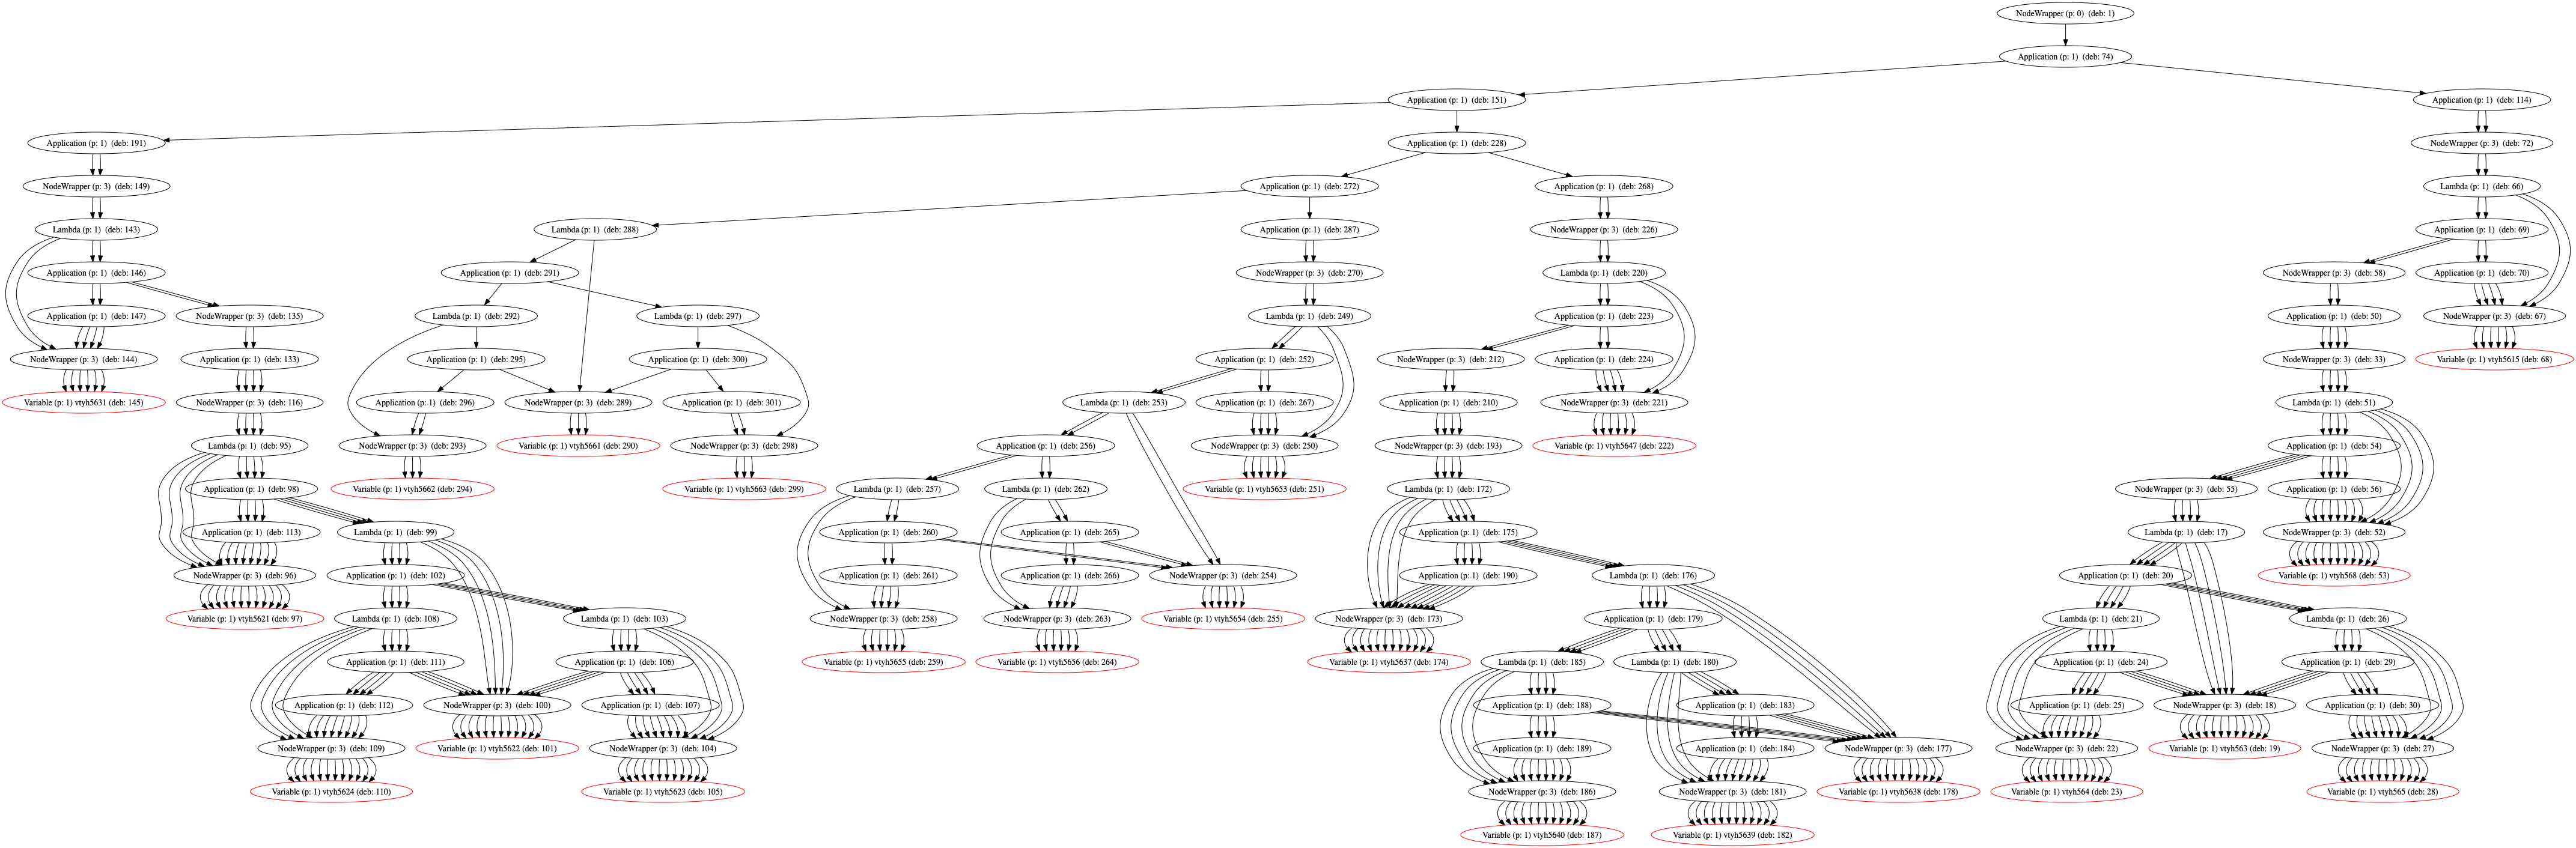 NodeWrapper (p: 0) (deb: 1)
Application (p: 1) (deb: 74)
Application (p: 1) (deb: 151)
Application (p: 1) (deb: 114)
Application (p: 1) (deb: 191)
Application (p: 1) (deb: 228)
NodeWrapper (p: 3) (deb: 72)
NodeWrapper (p: 3) (deb: 149)
Application (p: 1) (deb: 272)
Application (p: 1) (deb: 268)
Lambda (p: 1) (deb: 66)
Lambda (p: 1) (deb: 143)
Lambda (p: 1) (deb: 288)
Application (p: 1) (deb: 287)
NodeWrapper (p: 3) (deb: 226)
Application (p: 1) (deb: 69)
Application (p: 1) (deb: 146)
Application (p: 1) (deb: 291)
NodeWrapper (p: 3) (deb: 270)
Lambda (p: 1) (deb: 220)
NodeWrapper (p: 3) (deb: 58)
Application (p: 1) (deb: 70)
Application (p: 1) (deb: 147)
NodeWrapper (p: 3) (deb: 135)
Lambda (p: 1) (deb: 292)
Lambda (p: 1) (deb: 297)
Lambda (p: 1) (deb: 249)
Application (p: 1) (deb: 223)
Application (p: 1) (deb: 50)
NodeWrapper (p: 3) (deb: 67)
NodeWrapper (p: 3) (deb: 144)
Application (p: 1) (deb: 133)
Application (p: 1) (deb: 295)
Application (p: 1) (deb: 300)
Application (p: 1) (deb: 252)
NodeWrapper (p: 3) (deb: 212)
Application (p: 1) (deb: 224)
NodeWrapper (p: 3) (deb: 33)
Variable (p: 1) vtyh5615 (deb: 68)
Variable (p: 1) vtyh5631 (deb: 145)
NodeWrapper (p: 3) (deb: 116)
Application (p: 1) (deb: 296)
NodeWrapper (p: 3) (deb: 289)
Application (p: 1) (deb: 301)
Lambda (p: 1) (deb: 253)
Application (p: 1) (deb: 267)
Application (p: 1) (deb: 210)
NodeWrapper (p: 3) (deb: 221)
Lambda (p: 1) (deb: 51)
Lambda (p: 1) (deb: 95)
NodeWrapper (p: 3) (deb: 293)
Variable (p: 1) vtyh5661 (deb: 290)
NodeWrapper (p: 3) (deb: 298)
Application (p: 1) (deb: 256)
NodeWrapper (p: 3) (deb: 250)
NodeWrapper (p: 3) (deb: 193)
Variable (p: 1) vtyh5647 (deb: 222)
Application (p: 1) (deb: 54)
Application (p: 1) (deb: 98)
Variable (p: 1) vtyh5662 (deb: 294)
Variable (p: 1) vtyh5663 (deb: 299)
Lambda (p: 1) (deb: 257)
Lambda (p: 1) (deb: 262)
Variable (p: 1) vtyh5653 (deb: 251)
Lambda (p: 1) (deb: 172)
NodeWrapper (p: 3) (deb: 55)
Application (p: 1) (deb: 56)
Application (p: 1) (deb: 113)
Lambda (p: 1) (deb: 99)
Application (p: 1) (deb: 260)
Application (p: 1) (deb: 265)
Application (p: 1) (deb: 175)
Lambda (p: 1) (deb: 17)
NodeWrapper (p: 3) (deb: 52)
NodeWrapper (p: 3) (deb: 96)
Application (p: 1) (deb: 102)
Application (p: 1) (deb: 261)
Application (p: 1) (deb: 266)
NodeWrapper (p: 3) (deb: 254)
Application (p: 1) (deb: 190)
Lambda (p: 1) (deb: 176)
Application (p: 1) (deb: 20)
Variable (p: 1) vtyh568 (deb: 53)
Variable (p: 1) vtyh5621 (deb: 97)
Lambda (p: 1) (deb: 108)
Lambda (p: 1) (deb: 103)
NodeWrapper (p: 3) (deb: 258)
NodeWrapper (p: 3) (deb: 263)
Variable (p: 1) vtyh5654 (deb: 255)
NodeWrapper (p: 3) (deb: 173)
Application (p: 1) (deb: 179)
Lambda (p: 1) (deb: 21)
Lambda (p: 1) (deb: 26)
Application (p: 1) (deb: 111)
Application (p: 1) (deb: 106)
Variable (p: 1) vtyh5655 (deb: 259)
Variable (p: 1) vtyh5656 (deb: 264)
Variable (p: 1) vtyh5637 (deb: 174)
Lambda (p: 1) (deb: 185)
Lambda (p: 1) (deb: 180)
Application (p: 1) (deb: 24)
Application (p: 1) (deb: 29)
Application (p: 1) (deb: 112)
NodeWrapper (p: 3) (deb: 100)
Application (p: 1) (deb: 107)
Application (p: 1) (deb: 188)
Application (p: 1) (deb: 183)
Application (p: 1) (deb: 25)
NodeWrapper (p: 3) (deb: 18)
Application (p: 1) (deb: 30)
NodeWrapper (p: 3) (deb: 109)
Variable (p: 1) vtyh5622 (deb: 101)
NodeWrapper (p: 3) (deb: 104)
Application (p: 1) (deb: 189)
Application (p: 1) (deb: 184)
NodeWrapper (p: 3) (deb: 177)
NodeWrapper (p: 3) (deb: 22)
Variable (p: 1) vtyh563 (deb: 19)
NodeWrapper (p: 3) (deb: 27)
Variable (p: 1) vtyh5624 (deb: 110)
Variable (p: 1) vtyh5623 (deb: 105)
NodeWrapper (p: 3) (deb: 186)
NodeWrapper (p: 3) (deb: 181)
Variable (p: 1) vtyh5638 (deb: 178)
Variable (p: 1) vtyh564 (deb: 23)
Variable (p: 1) vtyh565 (deb: 28)
Variable (p: 1) vtyh5640 (deb: 187)
Variable (p: 1) vtyh5639 (deb: 182)